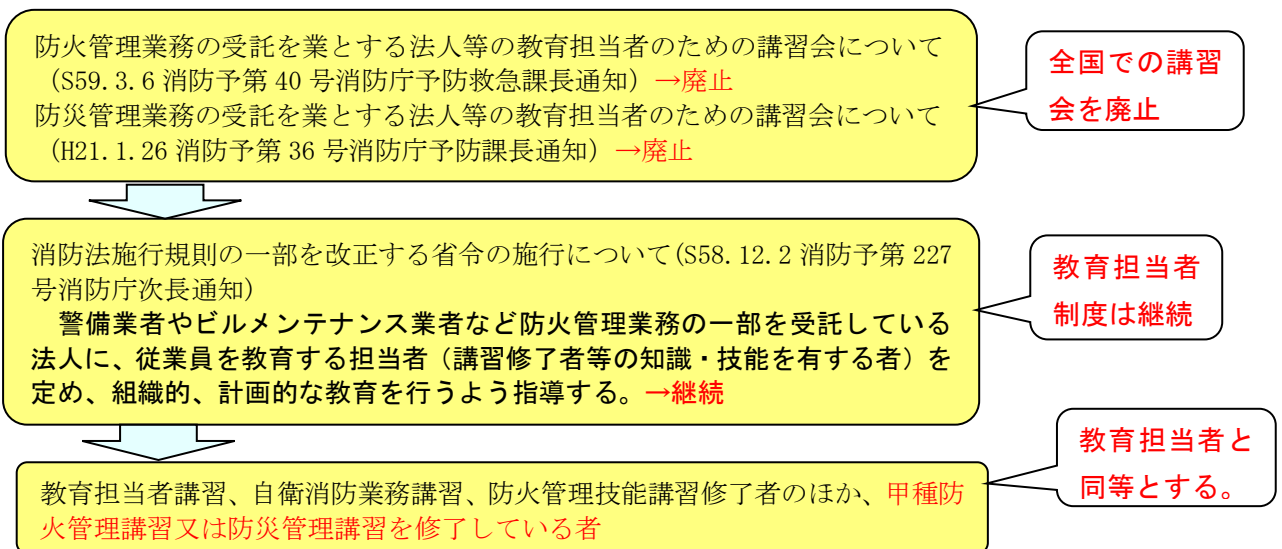 防火管理業務の受託を業とする法人等の教育担当者のための講習会について
（S59.3.6 消防予第 40 号消防庁予防救急課長通知）→廃止
防災管理業務の受託を業とする法人等の教育担当者のための講習会について
（H21.1.26 消防予第 36 号消防庁予防課長通知）→廃止
全国での講習
会を廃止
消防法施行規則の一部を改正する省令の施行について(S58.12.2 消防予第 227
号消防庁次長通知)
警備業者やビルメンテナンス業者など防火管理業務の一部を受託している
法人に、従業員を教育する担当者（講習修了者等の知識・技能を有する者）を
定め、組織的、計画的な教育を行うよう指導する。→継続
教育担当者
制度は継続
教育担当者講習、自衛消防業務講習、防火管理技能講習修了者のほか、甲種防
火管理講習又は防災管理講習を修了している者
教育担当者と
同等とする。